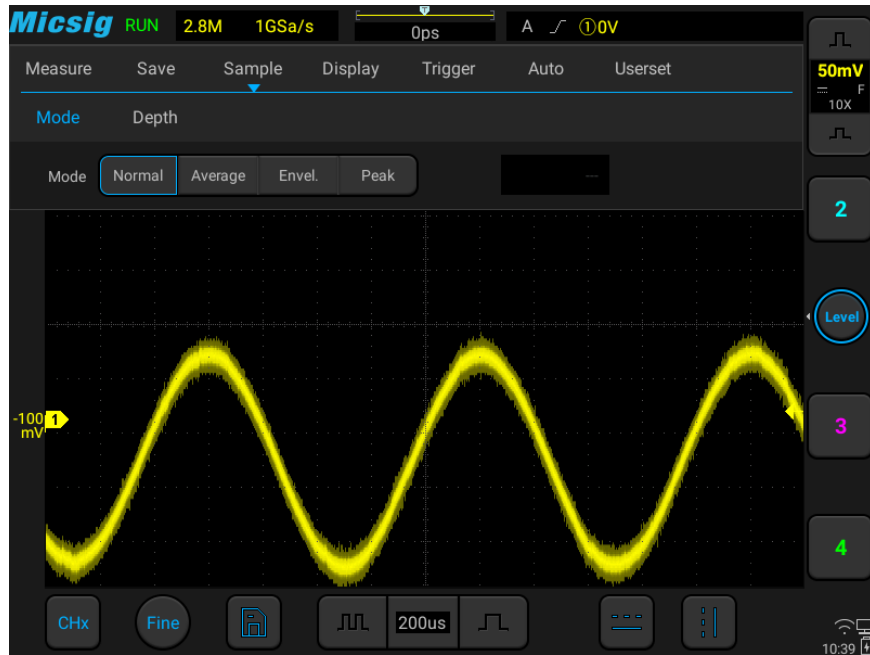 Micsig RUN 2.8M 1GSa/s T 0ps A ①0V
Measure Save Sample Display Trigger Auto Userset
50mV
F
10X
Mode Depth
Mode Normal Average Envel. Peak ---
2
Level
-100 1
mV
3
4
CHx Fine 200us
10:39